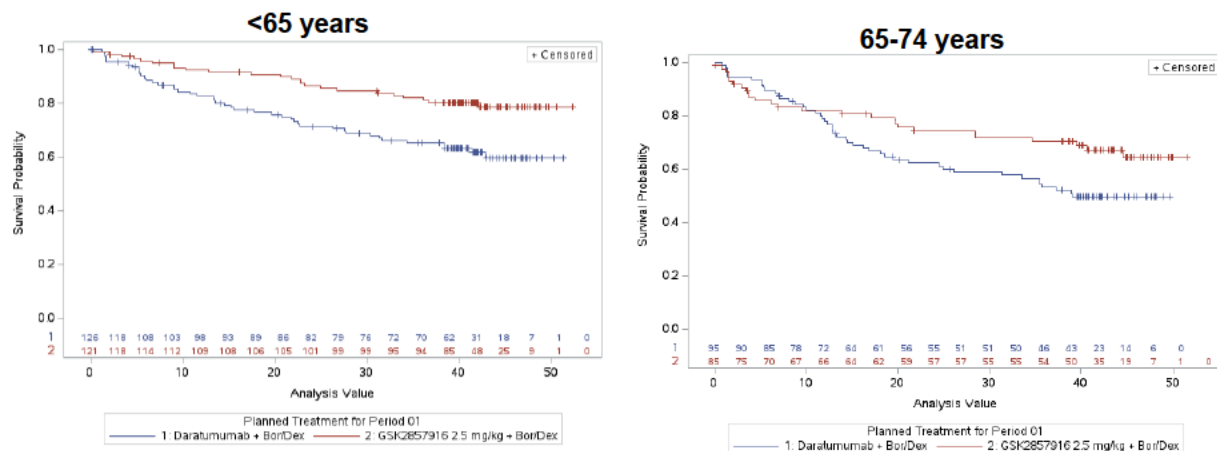 <65 years
+ Censored
Survival Probability
1.0
0.8
0.6
0.4
0.2
0.0
1 126 118 108 103 98 93 89 86 82 79 76 72 70 62 31 18 7 1 0
2 121 118 114 112 109 108 106 105 101 99 99 95 94 85 48 25 9 1 0
0 10 20 30 40 50
Analysis Value
Planned Treatment for Period 01
1: Daratumumab + Bor/Dex 2: GSK2857916 2.5 mg/kg + Bor/Dex
65-74 years
+ Censored
Survival Probability
1.0
0.8
0.6
0.4
0.2
0.0
1 95 90 85 78 72 64 61 56 55 51 51 50 46 43 23 14 6 0
2 85 75 70 67 66 64 62 59 57 57 55 55 54 50 35 19 7 1 0
0 10 20 30 40 50
Analysis Value
Planned Treatment for Period 01
1: Daratumumab + Bor/Dex 2: GSK2857916 2.5 mg/kg + Bor/Dex